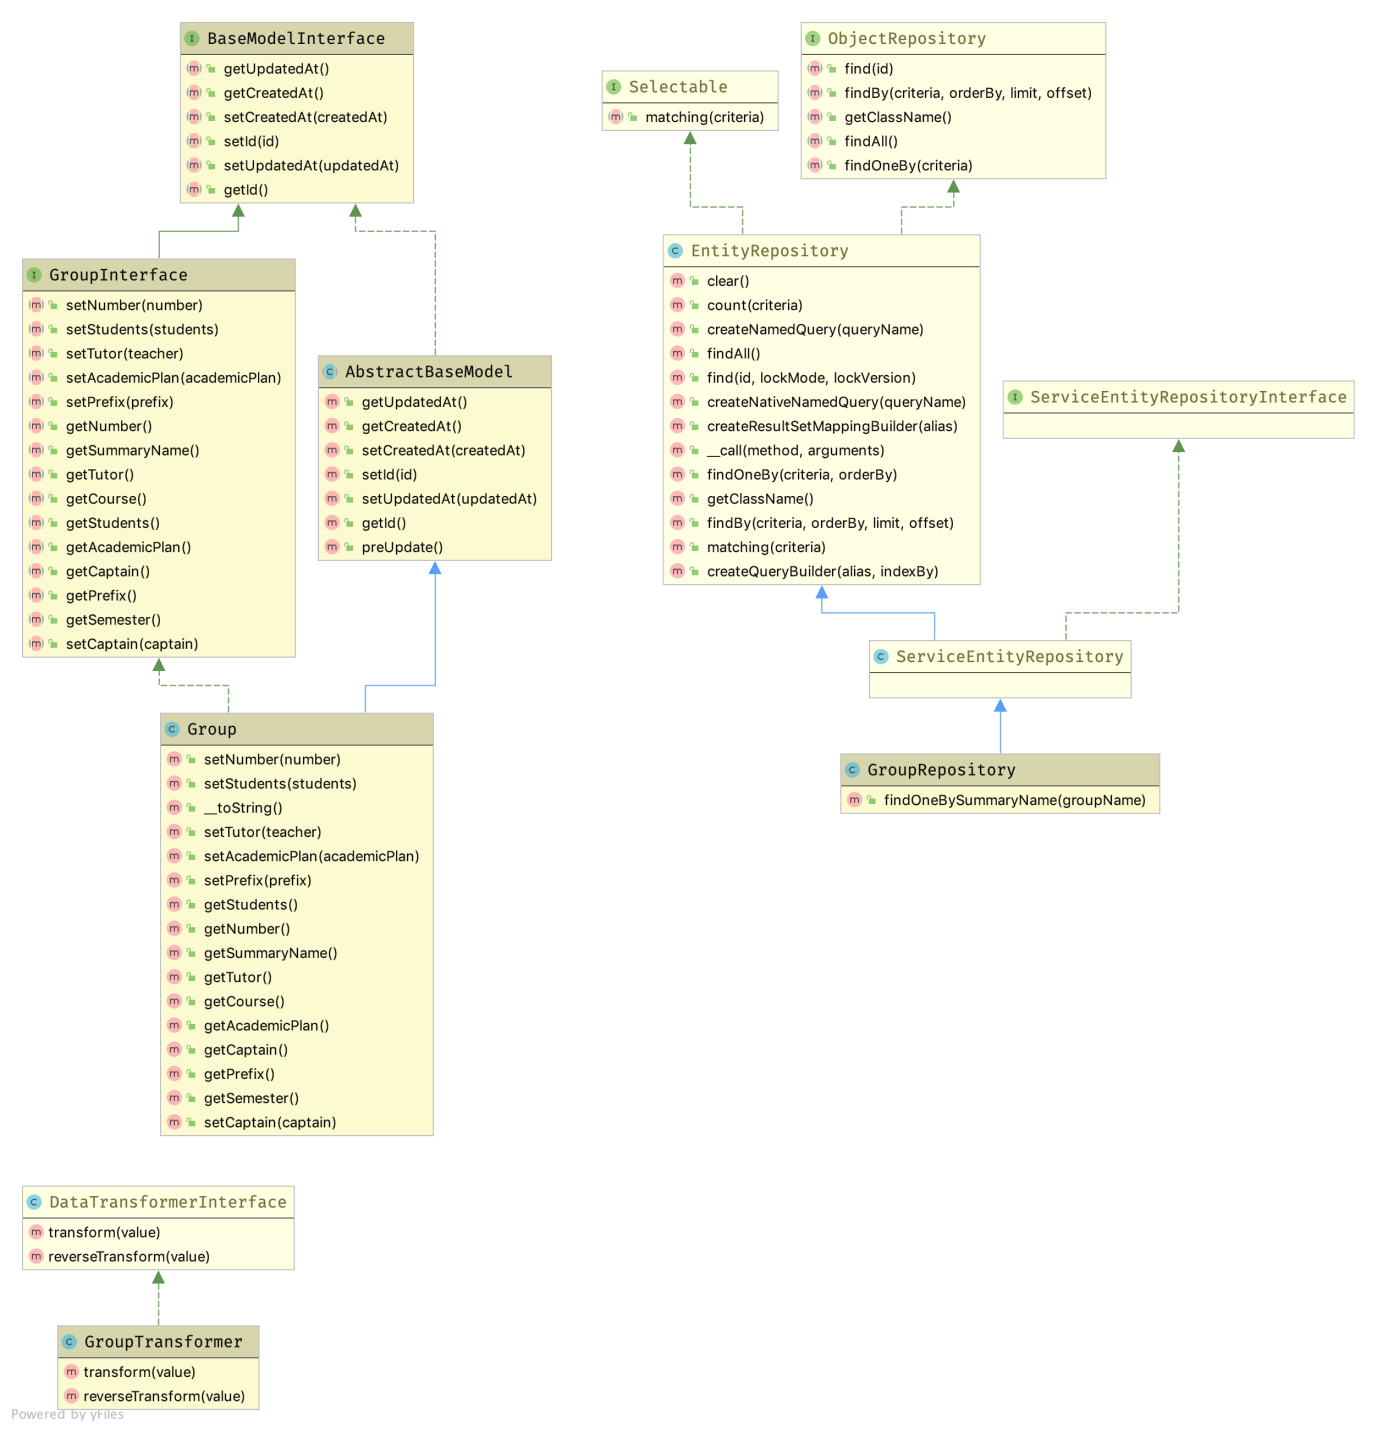 BaseModelInterface
getUpdatedAt()
getCreatedAt()
setCreatedAt(createdAt)
setId(id)
setUpdatedAt(updatedAt)
getId()
Selectable
matching(criteria)
ObjectRepository
find(id)
findBy(criteria, orderBy, limit, offset)
getClassName()
findAll()
findOneBy(criteria)
GroupInterface
setNumber(number)
setStudents(students)
setTutor(teacher)
setAcademicPlan(academicPlan)
setPrefix(prefix)
getNumber()
getSummaryName()
getTutor()
getCourse()
getStudents()
getAcademicPlan()
getCaptain()
getPrefix()
getSemester()
setCaptain(captain)
AbstractBaseModel
getUpdatedAt()
getCreatedAt()
setCreatedAt(createdAt)
setId(id)
setUpdatedAt(updatedAt)
getId()
preUpdate()
EntityRepository
clear()
count(criteria)
createNamedQuery(queryName)
findAll()
find(id, lockMode, lockVersion)
createNativeNamedQuery(queryName)
createResultSetMappingBuilder(alias)
__call(method, arguments)
findOneBy(criteria, orderBy)
getClassName()
findBy(criteria, orderBy, limit, offset)
matching(criteria)
createQueryBuilder(alias, indexBy)
ServiceEntityRepositoryInterface
ServiceEntityRepository
GroupRepository
findOneBySummaryName(groupName)
Group
setNumber(number)
setStudents(students)
__toString()
setTutor(teacher)
setAcademicPlan(academicPlan)
setPrefix(prefix)
getStudents()
getNumber()
getSummaryName()
getTutor()
getCourse()
getAcademicPlan()
getCaptain()
getPrefix()
getSemester()
setCaptain(captain)
DataTransformerInterface
transform(value)
reverseTransform(value)
GroupTransformer
transform(value)
reverseTransform(value)
Powered by yFiles